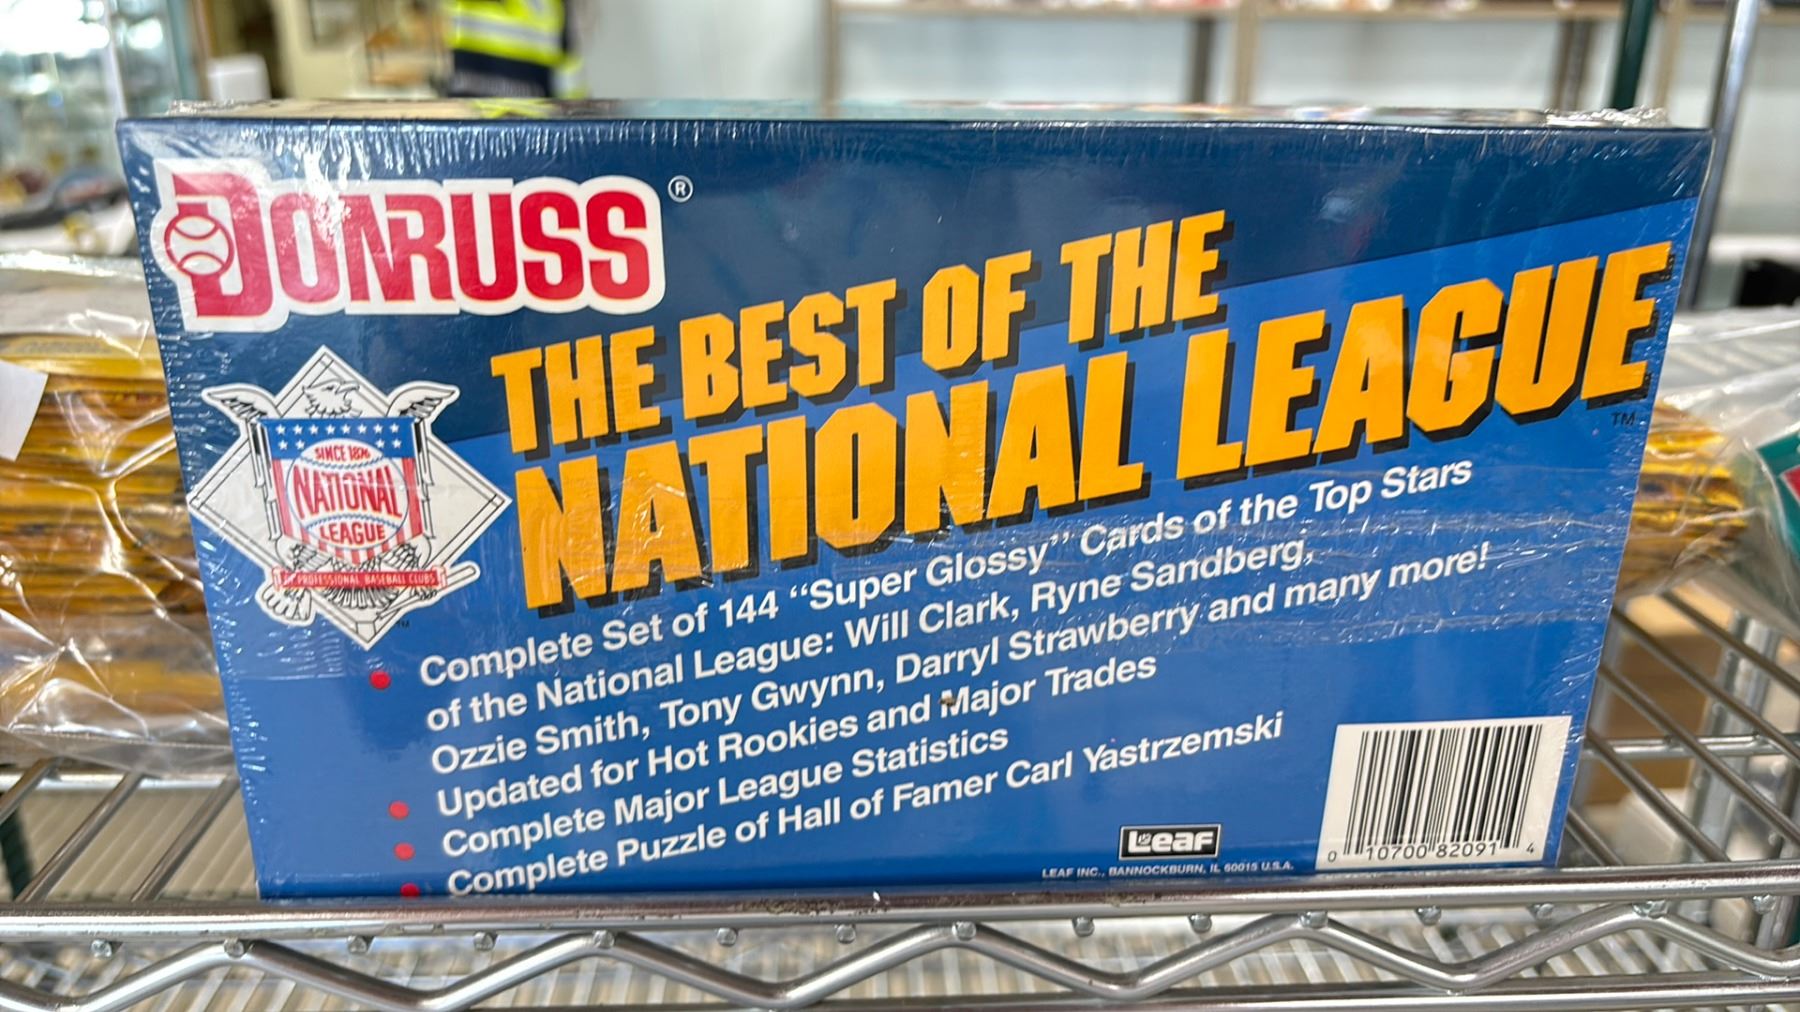 DONRUSS ®
THE BEST OF THE
NATIONAL LEAGUE
TM
SINCE 1876
NATIONAL
LEAGUE
OF PROFESSIONAL BASEBALL CLUBS
TM
Complete Set of 144 “Super Glossy” Cards of the Top Stars
of the National League: Will Clark, Ryne Sandberg,
Ozzie Smith, Tony Gwynn, Darryl Strawberry and many more!
Updated for Hot Rookies and Major Trades
Complete Major League Statistics
Complete Puzzle of Hall of Famer Carl Yastrzemski
Leaf
LEAF INC., BANNOCKBURN, IL 60015 U.S.A.
0 10700 82091 4